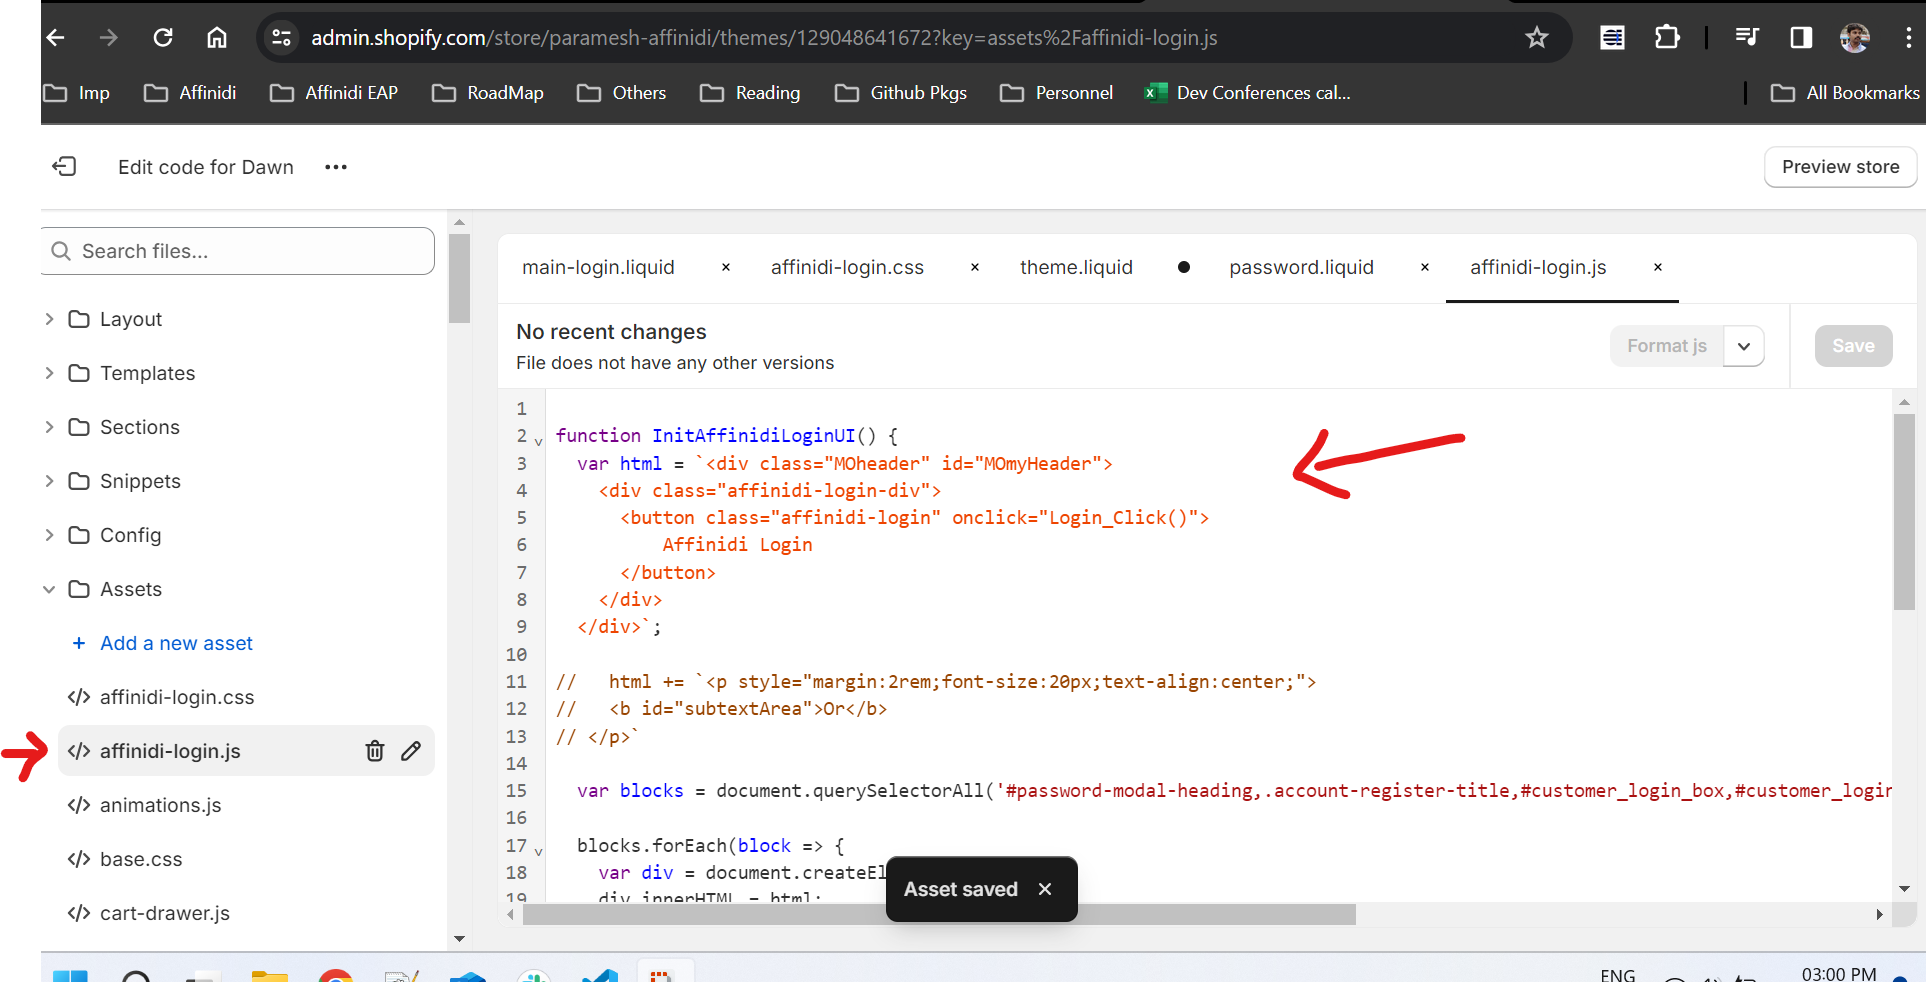 admin.shopify.com/store/paramesh-affinidi/themes/129048641672?key=assets%2Faffinidi-login.js
Imp Affinidi Affinidi EAP RoadMap Others Reading Github Pkgs Personnel Dev Conferences cal... All Bookmarks
Edit code for Dawn ••• Preview store
Search files...
Layout
Templates
Sections
Snippets
Config
Assets
+ Add a new asset
</> affinidi-login.css
</> affinidi-login.js
</> animations.js
</> base.css
</> cart-drawer.js
main-login.liquid × affinidi-login.css × theme.liquid ● password.liquid × affinidi-login.js ×
No recent changes
File does not have any other versions
Format js Save
1
2 function InitAffinidiLoginUI() {
3 var html = `<div class="MOheader" id="MOmyHeader">
4 <div class="affinidi-login-div">
5 <button class="affinidi-login" onclick="Login_Click()">
6 Affinidi Login
7 </button>
8 </div>
9 </div>`;
10
11 // html += `<p style="margin:2rem;font-size:20px;text-align:center;">
12 // <b id="subtextArea">Or</b>
13 // </p>`
14
15 var blocks = document.querySelectorAll('#password-modal-heading,.account-register-title,#customer_login_box,#customer_login
16
17 blocks.forEach(block => {
18 var div = document.createEl
19 div.innerHTML = html;
Asset saved ×
ENG 03:00 PM